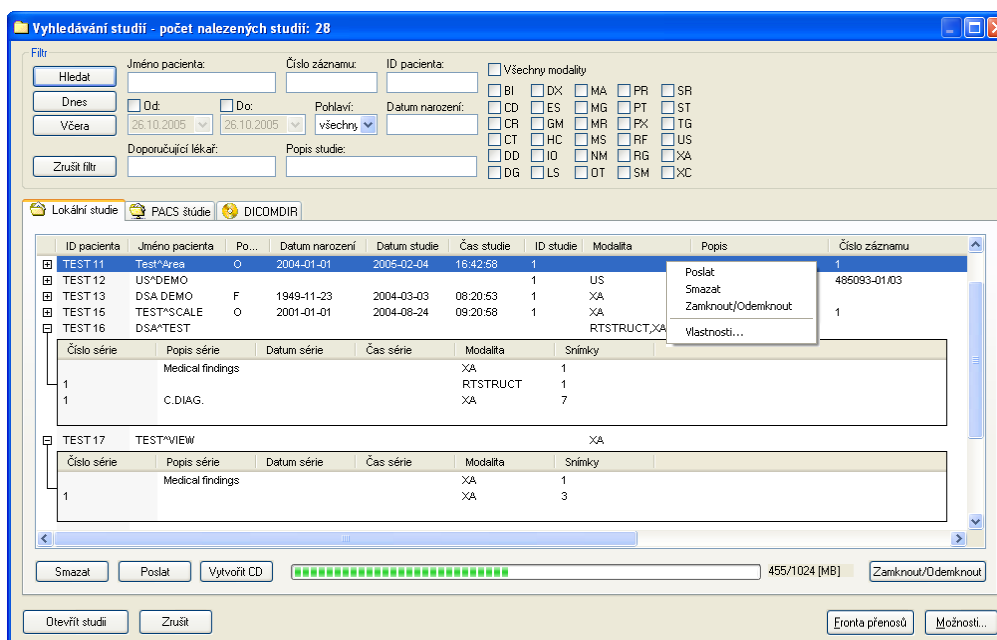 Vyhledávání studií - počet nalezených studií: 28
Filtr
Hledat
Dnes
Včera
Zrušit filtr
Jméno pacienta: Číslo záznamu: ID pacienta:
Od: Do: Pohlaví: Datum narození:
26.10.2005 26.10.2005 všechny
Doporučující lékař: Popis studie:
Všechny modality
BI DX MA PR SR
CD ES MG PT ST
CR GM MR PX TG
CT HC MS RF US
DD IO NM RG XA
DG LS OT SM XC
Lokální studie PACS štúdie DICOMDIR
ID pacienta Jméno pacienta Po... Datum narození Datum studie Čas studie ID studie Modalita Popis Číslo záznamu
TEST 11 Test^Area O 2004-01-01 2005-02-04 16:42:58 1 1
TEST 12 US^DEMO 1 US 485093-01/03
TEST 13 DSA DEMO F 1949-11-23 2004-03-03 08:20:53 1 XA
TEST 15 TEST^SCALE O 2001-01-01 2004-08-24 09:20:58 1 XA 1
TEST 16 DSA^TEST RTSTRUCT,XA
Poslat
Smazat
Zamknout/Odemknout
Vlastnosti...
Číslo série Popis série Datum série Čas série Modalita Snímky
Medical findings XA 1
1 RTSTRUCT 1
1 C.DIAG. XA 7
TEST 17 TEST^VIEW XA
Číslo série Popis série Datum série Čas série Modalita Snímky
Medical findings XA 1
1 XA 3
Smazat Poslat Vytvořit CD 455/1024 [MB] Zamknout/Odemknout
Otevřít studii Zrušit Fronta přenosů Možnosti...